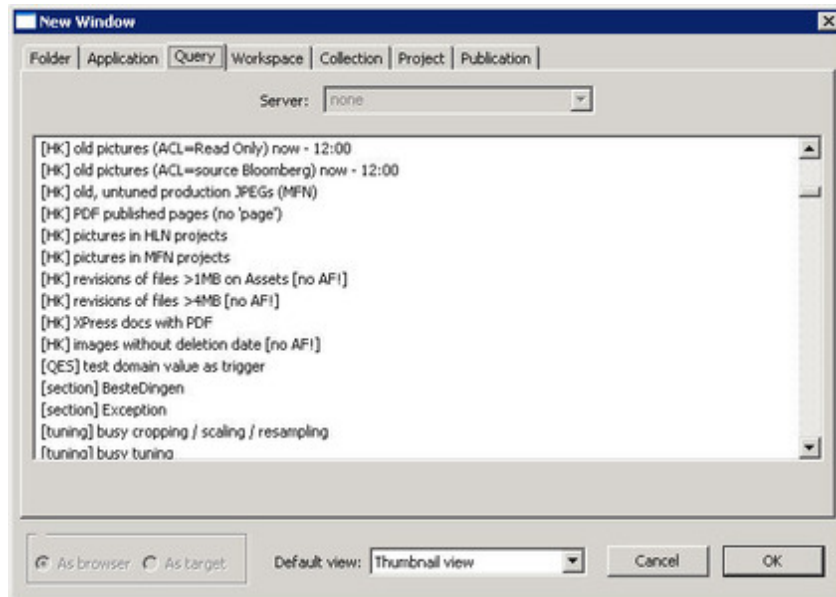 New Window
Folder Application Query Workspace Collection Project Publication
Server: none
[HK] old pictures (ACL=Read Only) now - 12:00
[HK] old pictures (ACL=source Bloomberg) now - 12:00
[HK] old, untuned production JPEGs (MFN)
[HK] PDF published pages (no 'page')
[HK] pictures in HLN projects
[HK] pictures in MFN projects
[HK] revisions of files >1MB on Assets [no AF!]
[HK] revisions of files >4MB [no AF!]
[HK] XPress docs with PDF
[HK] images without deletion date [no AF!]
[QES] test domain value as trigger
[section] BesteDingen
[section] Exception
[tuning] busy cropping / scaling / resampling
[tuning] busy tuning
As browser As target Default view: Thumbnail view Cancel OK